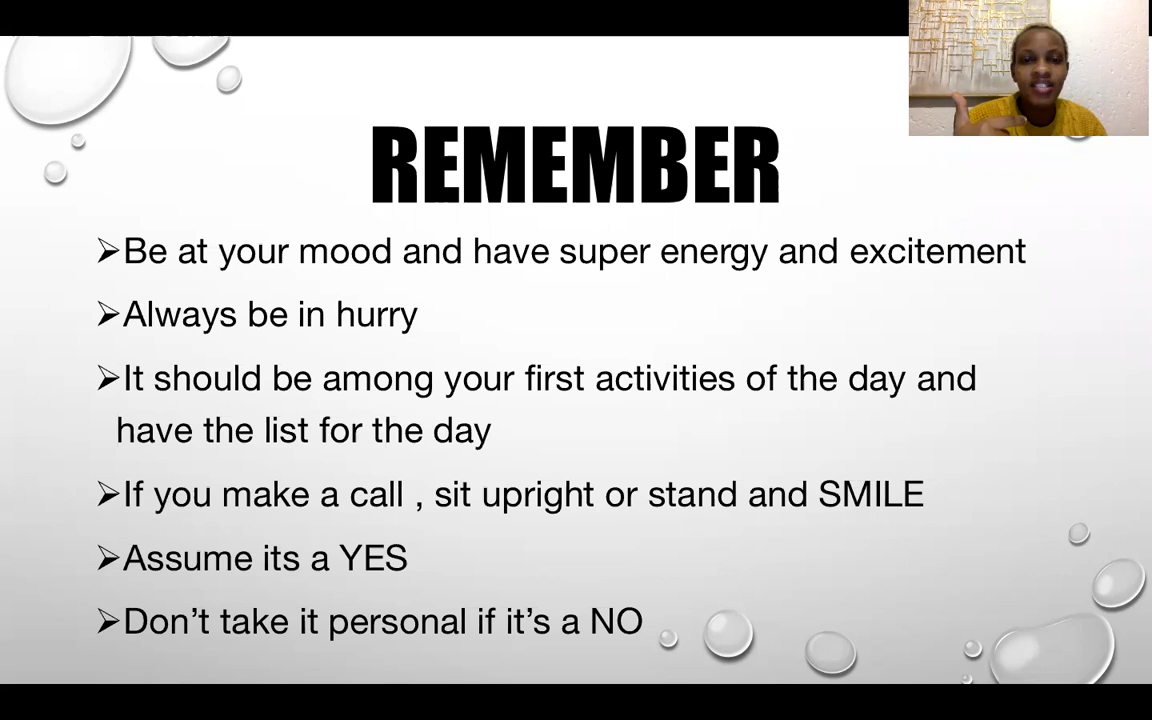 REMEMBER
➢Be at your mood and have super energy and excitement
➢Always be in hurry
➢It should be among your first activities of the day and
have the list for the day
➢If you make a call , sit upright or stand and SMILE
➢Assume its a YES
➢Don’t take it personal if it’s a NO